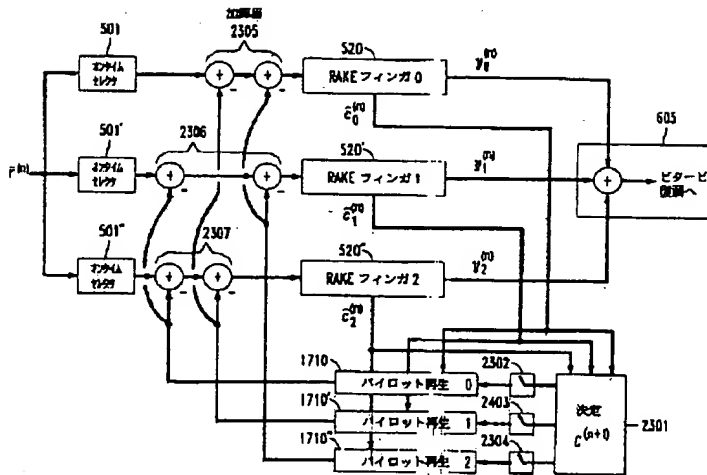 加算器
501
2305
520
オンタイム
セレクタ
RAKE フィンガ 0
501'
2306
520'
603
オンタイム
セレクタ
RAKE フィンガ 1
ビタービ
復調へ
501"
2307
520"
オンタイム
セレクタ
RAKE フィンガ 2
1710
パイロット再生 0
2302
1710'
パイロット再生 1
2403
決定
C(n+1)
2301
1710"
パイロット再生 2
2304